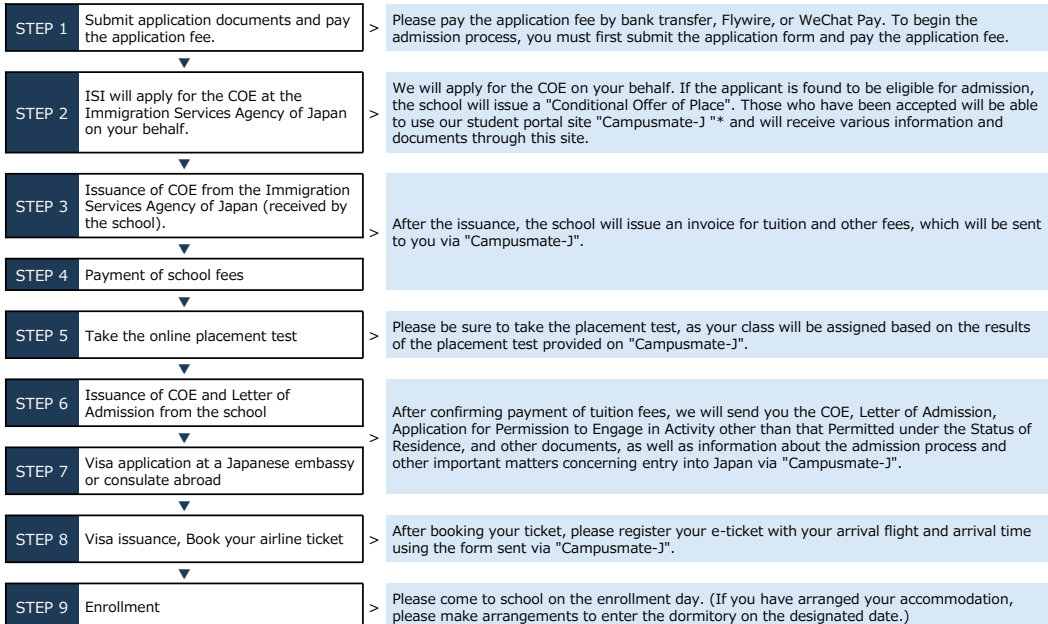 STEP 1
Submit application documents and pay
the application fee.
>
Please pay the application fee by bank transfer, Flywire, or WeChat Pay. To begin the
admission process, you must first submit the application form and pay the application fee.
▼
STEP 2
ISI will apply for the COE at the
Immigration Services Agency of Japan
on your behalf.
>
We will apply for the COE on your behalf. If the applicant is found to be eligible for admission,
the school will issue a "Conditional Offer of Place". Those who have been accepted will be able
to use our student portal site "Campusmate-J "* and will receive various information and
documents through this site.
▼
STEP 3
Issuance of COE from the Immigration
Services Agency of Japan (received by
the school).
▼
STEP 4
Payment of school fees
>
After the issuance, the school will issue an invoice for tuition and other fees, which will be sent
to you via "Campusmate-J".
▼
STEP 5
Take the online placement test
>
Please be sure to take the placement test, as your class will be assigned based on the results
of the placement test provided on "Campusmate-J".
▼
STEP 6
Issuance of COE and Letter of
Admission from the school
▼
STEP 7
Visa application at a Japanese embassy
or consulate abroad
>
After confirming payment of tuition fees, we will send you the COE, Letter of Admission,
Application for Permission to Engage in Activity other than that Permitted under the Status of
Residence, and other documents, as well as information about the admission process and
other important matters concerning entry into Japan via "Campusmate-J".
▼
STEP 8
Visa issuance, Book your airline ticket
>
After booking your ticket, please register your e-ticket with your arrival flight and arrival time
using the form sent via "Campusmate-J".
▼
STEP 9
Enrollment
>
Please come to school on the enrollment day. (If you have arranged your accommodation,
please make arrangements to enter the dormitory on the designated date.)